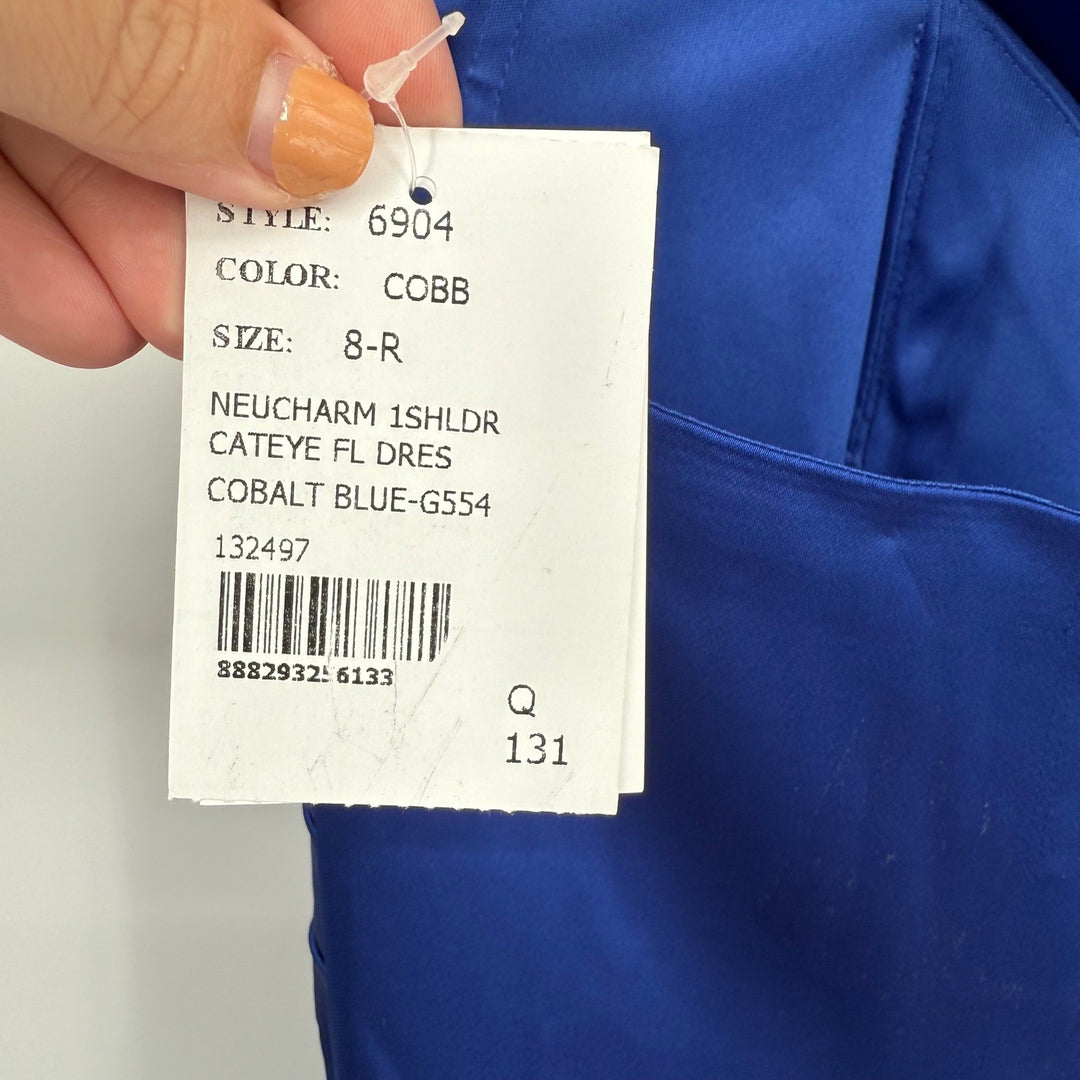 STYLE: 6904
COLOR: COBB
SIZE: 8-R
NEUCHARM 1SHLDR
CATEYE FL DRES
COBALT BLUE-G554
132497
888293256133
Q
131